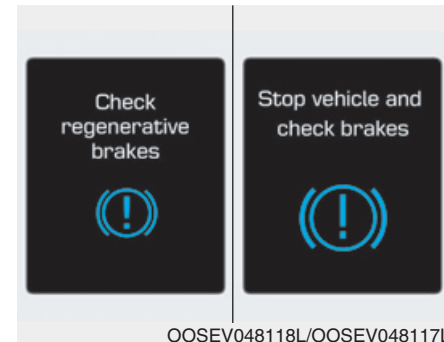 Check
regenerative
brakes
Stop vehicle and
check brakes
OOSEV048118L/OOSEV048117L